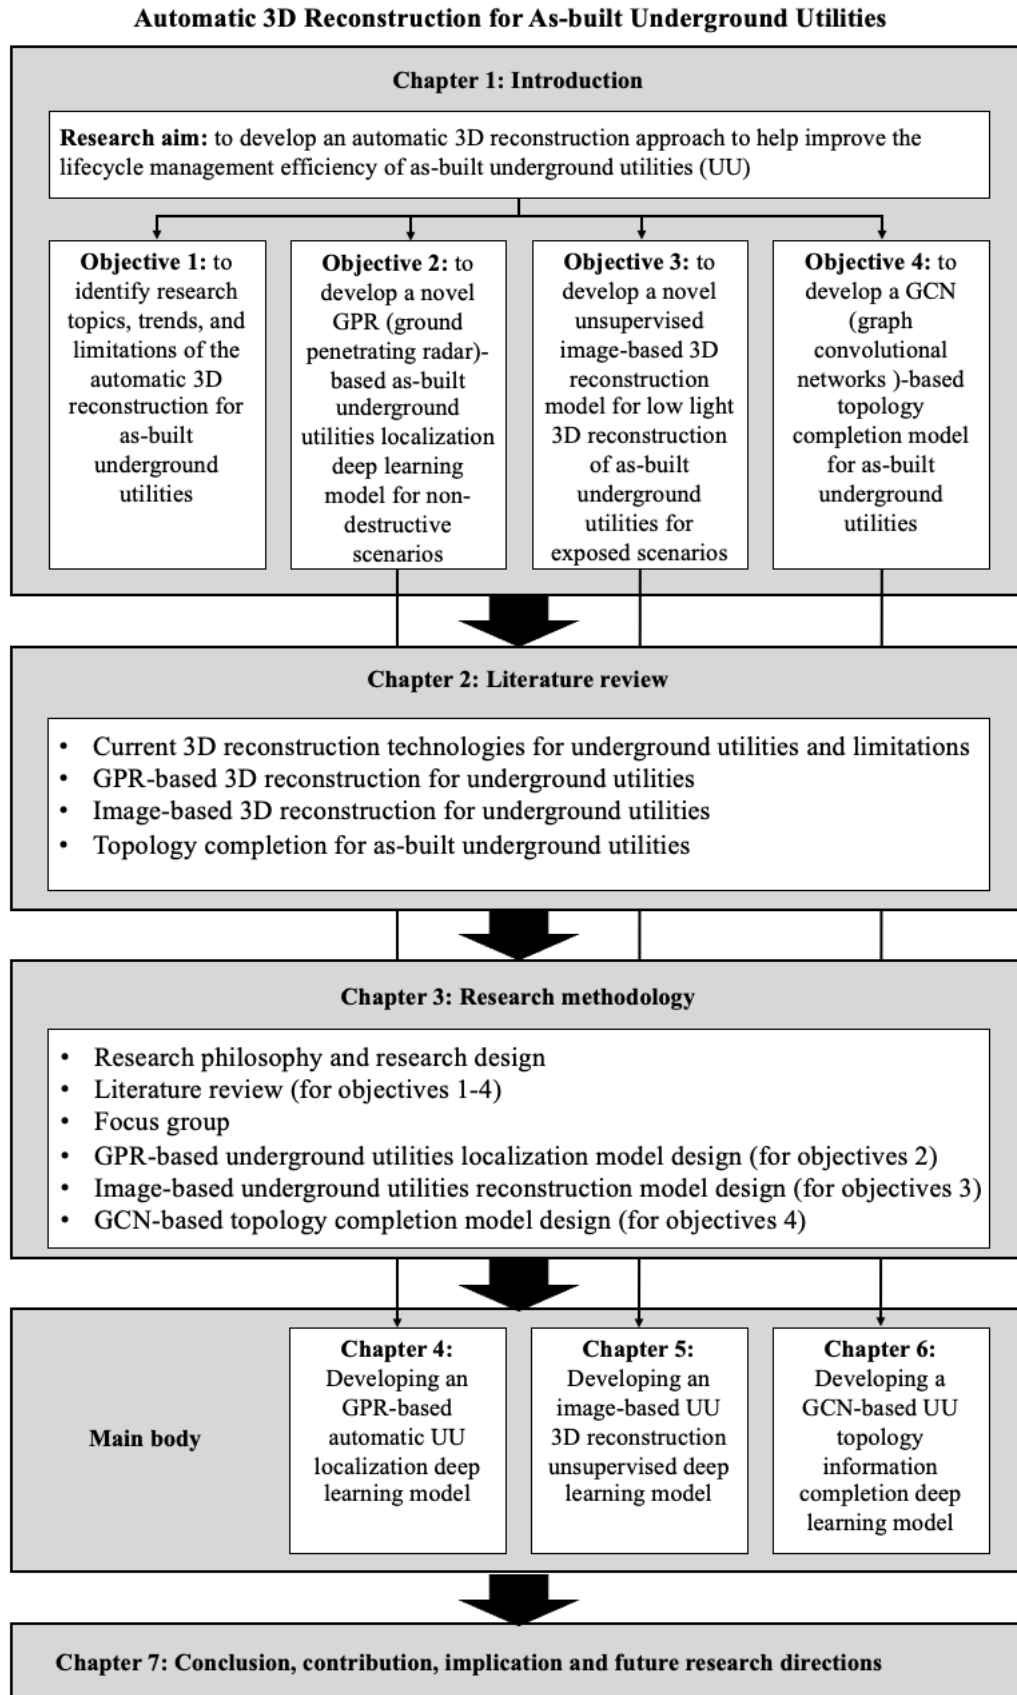 Automatic 3D Reconstruction for As-built Underground Utilities
Chapter 1: Introduction
Research aim: to develop an automatic 3D reconstruction approach to help improve the
lifecycle management efficiency of as-built underground utilities (UU)
Objective 1: to
identify research
topics, trends, and
limitations of the
automatic 3D
reconstruction for
as-built
underground
utilities
Objective 2: to
develop a novel
GPR (ground
penetrating radar)-
based as-built
underground
utilities localization
deep learning
model for non-
destructive
scenarios
Objective 3: to
develop a novel
unsupervised
image-based 3D
reconstruction
model for low light
3D reconstruction
of as-built
underground
utilities for
exposed scenarios
Objective 4: to
develop a GCN
(graph
convolutional
networks )-based
topology
completion model
for as-built
underground
utilities
Chapter 2: Literature review
• Current 3D reconstruction technologies for underground utilities and limitations
• GPR-based 3D reconstruction for underground utilities
• Image-based 3D reconstruction for underground utilities
• Topology completion for as-built underground utilities
Chapter 3: Research methodology
• Research philosophy and research design
• Literature review (for objectives 1-4)
• Focus group
• GPR-based underground utilities localization model design (for objectives 2)
• Image-based underground utilities reconstruction model design (for objectives 3)
• GCN-based topology completion model design (for objectives 4)
Main body
Chapter 4:
Developing an
GPR-based
automatic UU
localization deep
learning model
Chapter 5:
Developing an
image-based UU
3D reconstruction
unsupervised deep
learning model
Chapter 6:
Developing a
GCN-based UU
topology
information
completion deep
learning model
Chapter 7: Conclusion, contribution, implication and future research directions